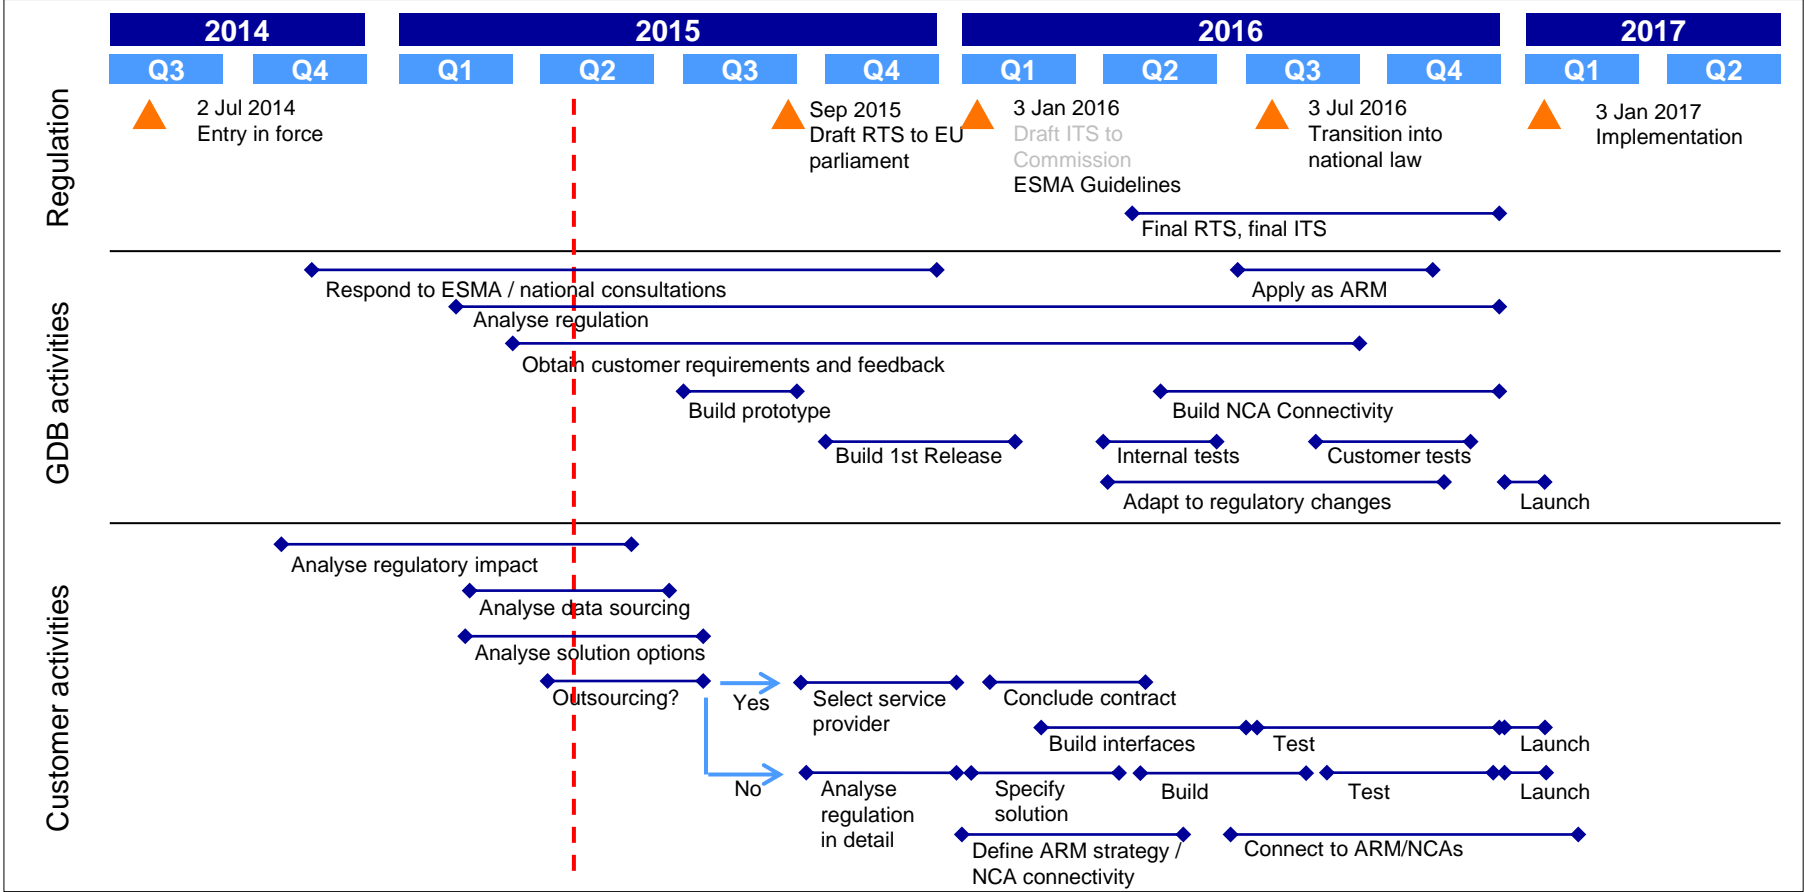 2014
2015
2016
2017
Q3
Q4
Q1
Q2
Q3
Q4
Q1
Q2
Q3
Q4
Q1
Q2
Regulation
2 Jul 2014
Entry in force
Sep 2015
Draft RTS to EU
parliament
3 Jan 2016
Draft ITS to
Commission
ESMA Guidelines
3 Jul 2016
Transition into
national law
3 Jan 2017
Implementation
Final RTS, final ITS
GDB activities
Respond to ESMA / national consultations
Apply as ARM
Analyse regulation
Obtain customer requirements and feedback
Build prototype
Build NCA Connectivity
Build 1st Release
Internal tests
Customer tests
Adapt to regulatory changes
Launch
Customer activities
Analyse regulatory impact
Analyse data sourcing
Analyse solution options
Outsourcing?
Yes
Select service
provider
Conclude contract
Build interfaces
Test
Launch
No
Analyse
regulation
in detail
Specify
solution
Build
Test
Launch
Define ARM strategy /
NCA connectivity
Connect to ARM/NCAs